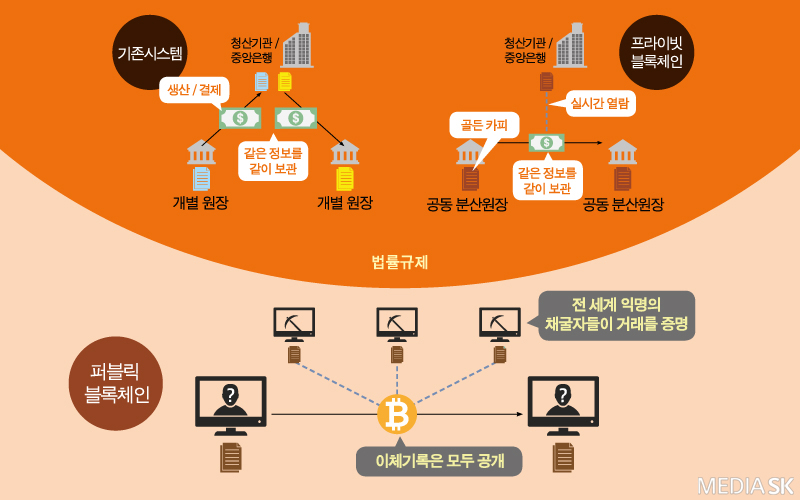 기존시스템
청산기관 /
중앙은행
생산 / 결제
$
$
같은 정보를
같이 보관
개별 원장
개별 원장
청산기관 /
중앙은행
프라이빗
블록체인
실시간 열람
골든 카피
$
같은 정보를
같이 보관
공동 분산원장
공동 분산원장
법률규제
전 세계 익명의
채굴자들이 거래를 증명
퍼블릭
블록체인
?
?
이체기록은 모두 공개
MEDIA SK